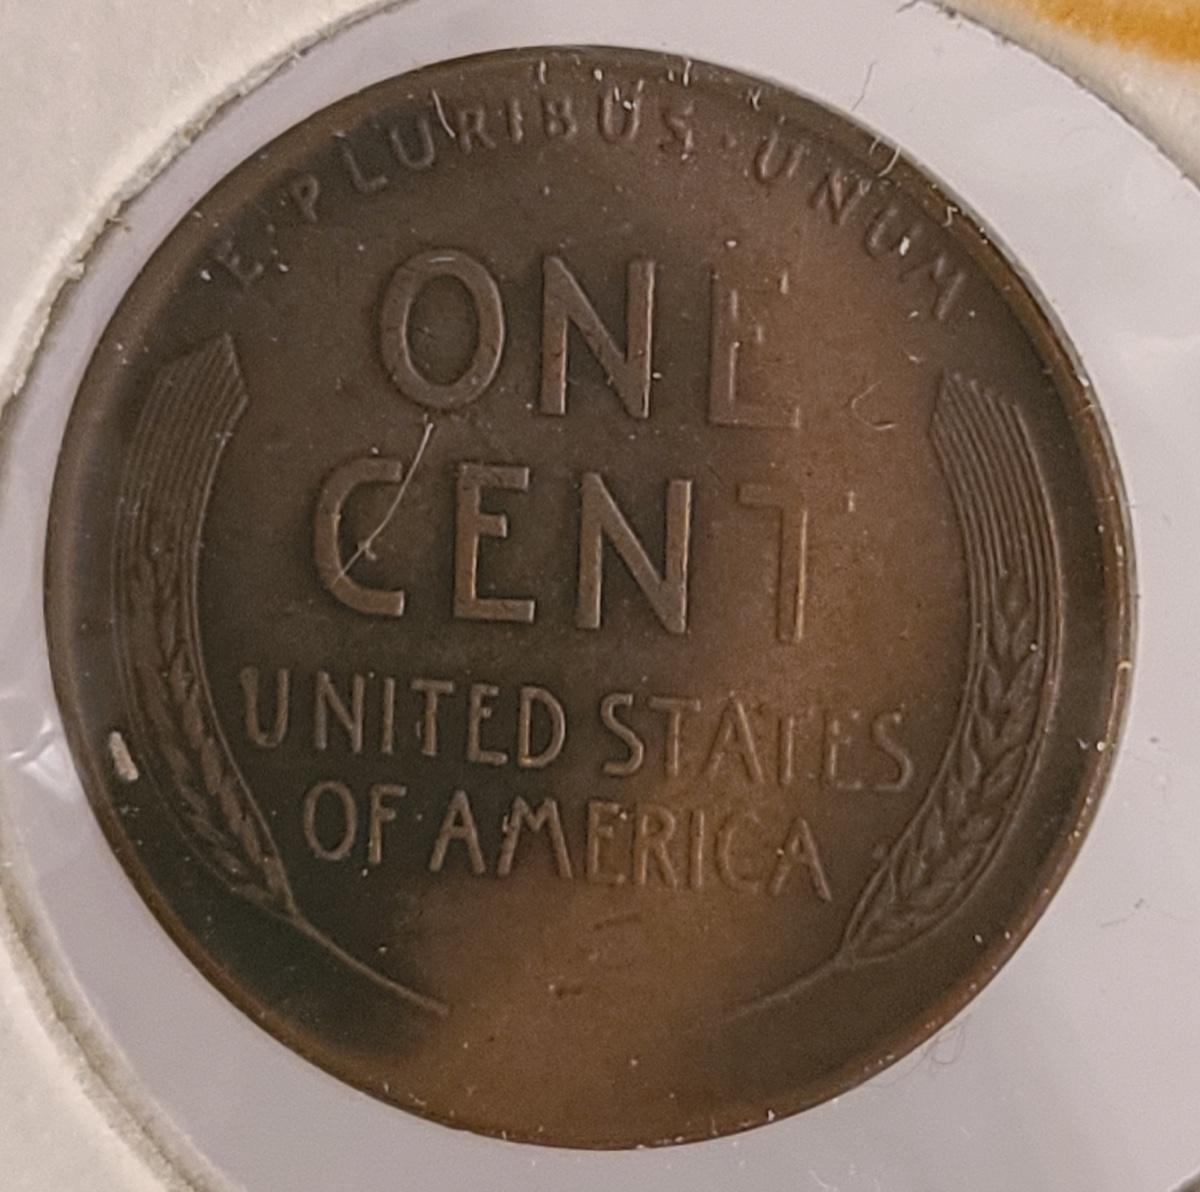 E·PLURIBUS·UNUM
ONE
CENT
UNITED STATES
OF AMERICA